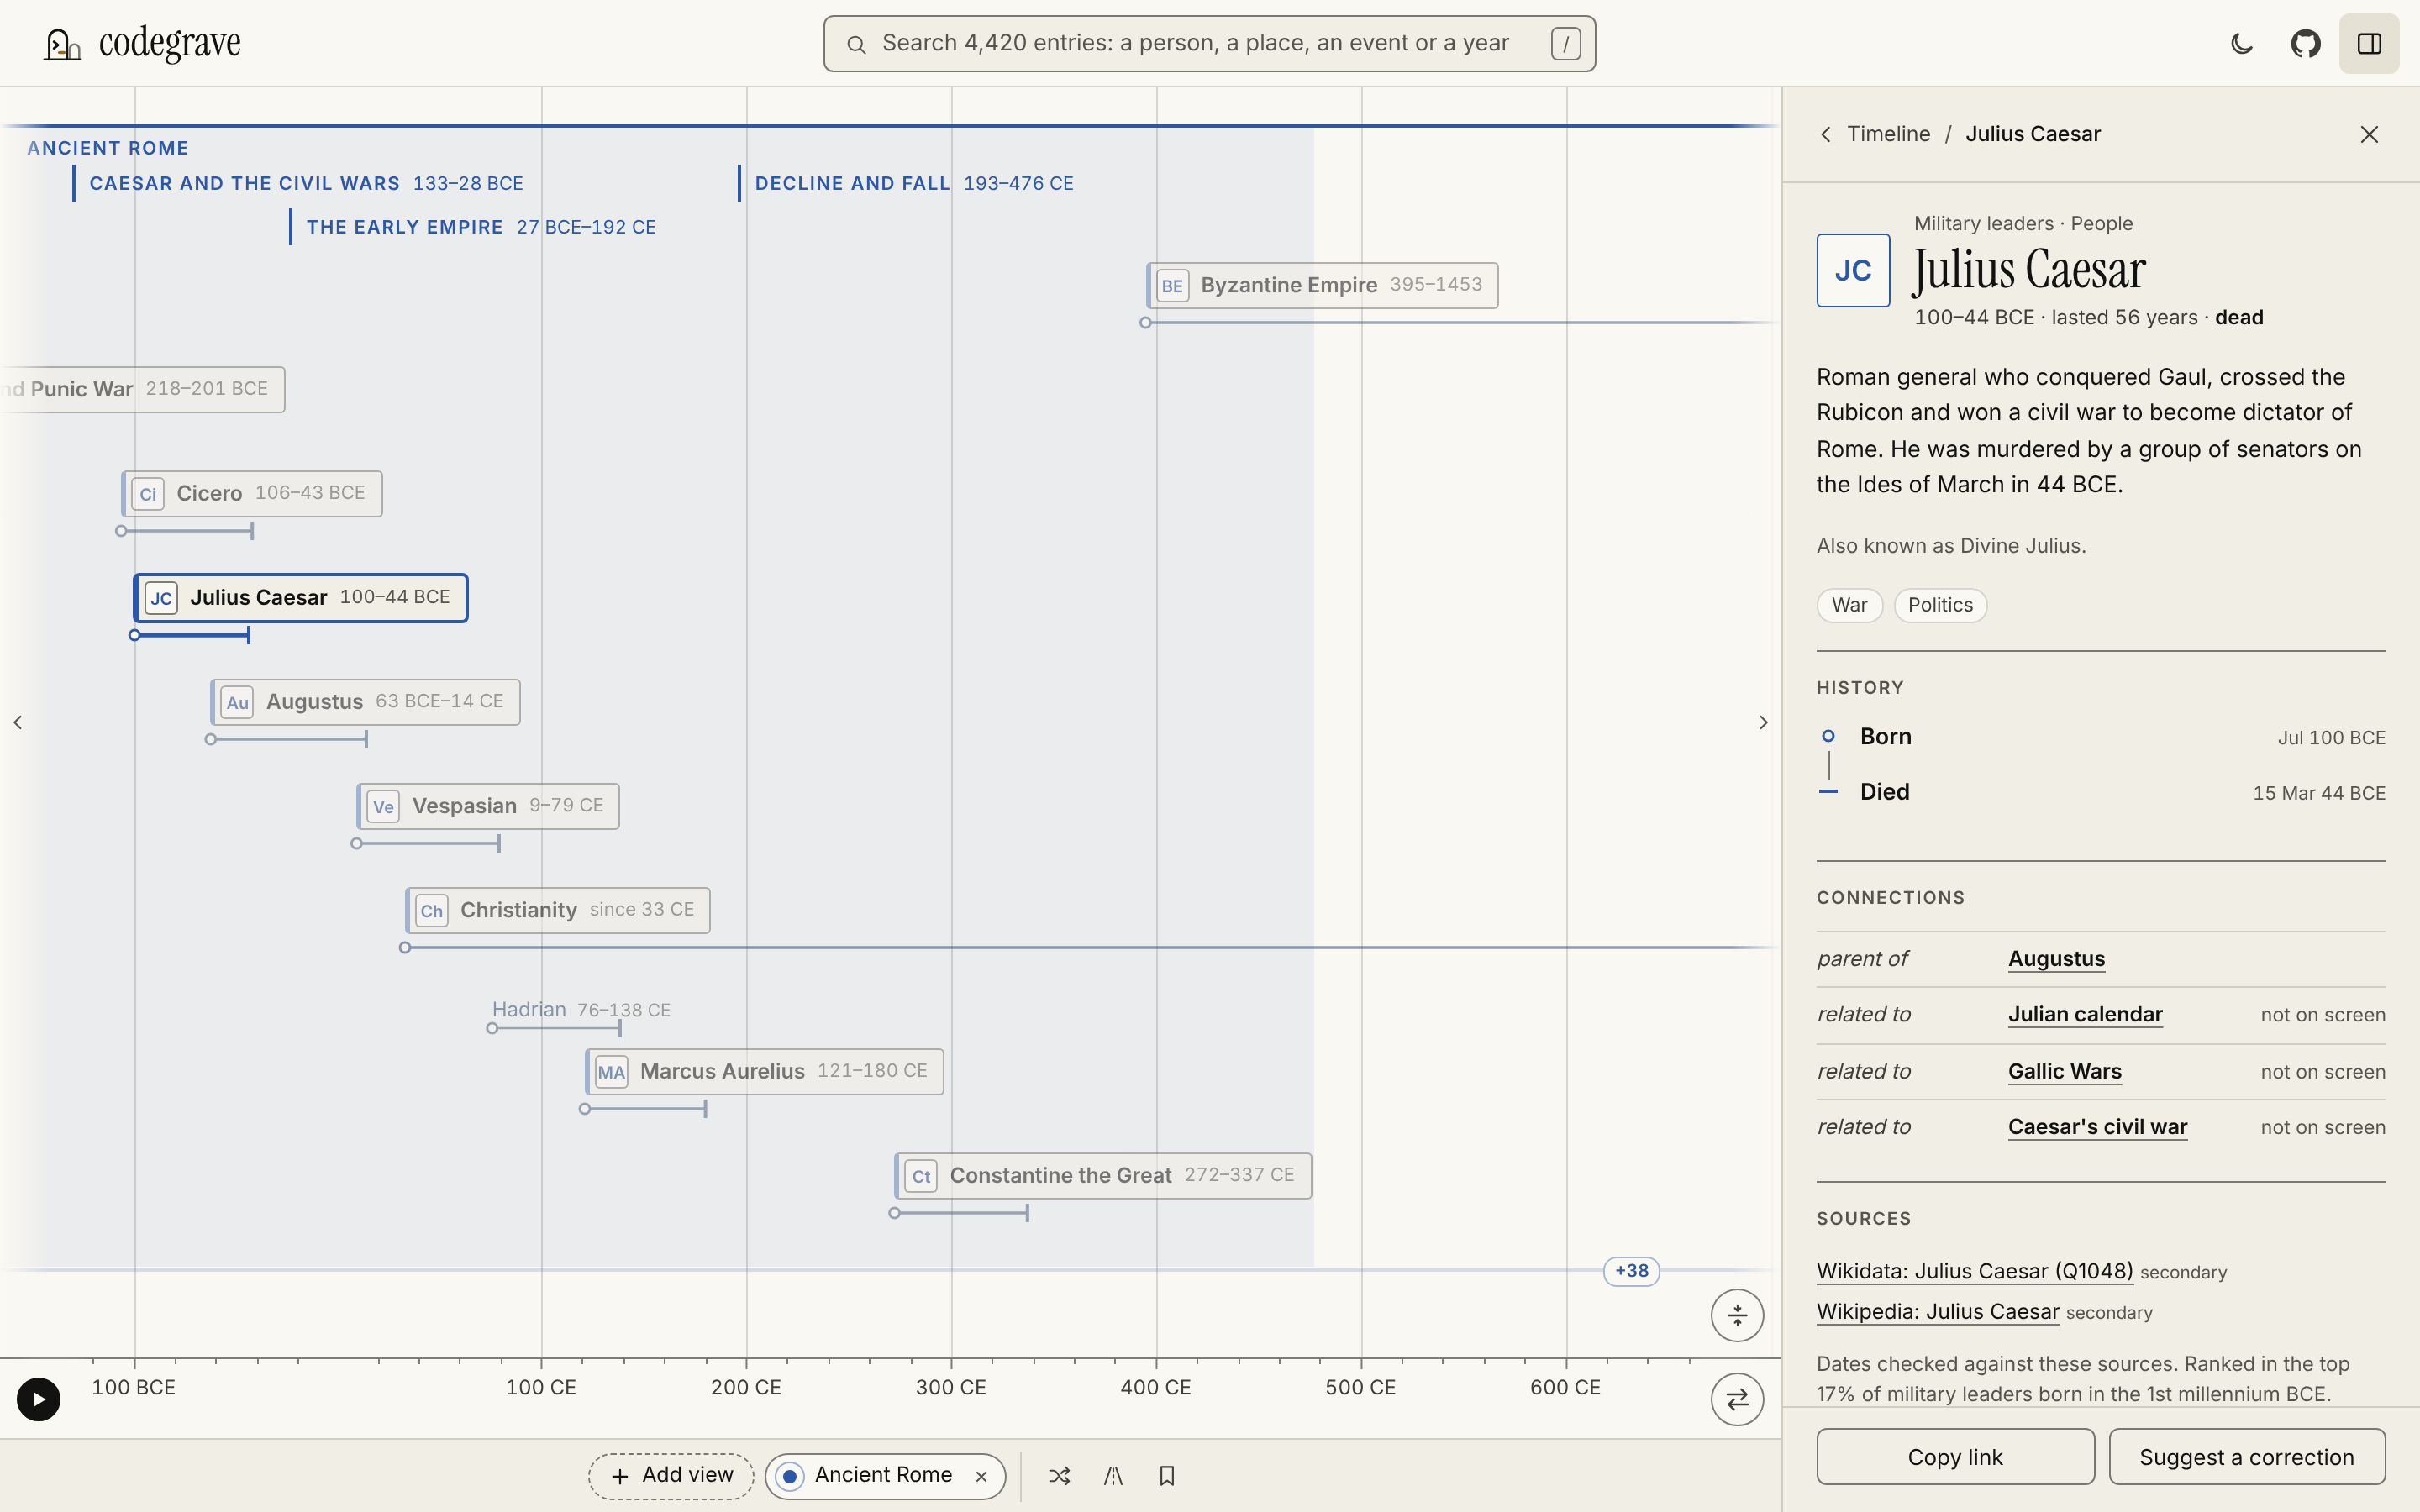 codegrave
Search 4,420 entries: a person, a place, an event or a year /
ANCIENT ROME
CAESAR AND THE CIVIL WARS 133–28 BCE
DECLINE AND FALL 193–476 CE
THE EARLY EMPIRE 27 BCE–192 CE
BE Byzantine Empire 395–1453
nd Punic War 218–201 BCE
Ci Cicero 106–43 BCE
JC Julius Caesar 100–44 BCE
Au Augustus 63 BCE–14 CE
Ve Vespasian 9–79 CE
Ch Christianity since 33 CE
Hadrian 76–138 CE
MA Marcus Aurelius 121–180 CE
Ct Constantine the Great 272–337 CE
+38
100 BCE 100 CE 200 CE 300 CE 400 CE 500 CE 600 CE
Add view
Ancient Rome
Timeline / Julius Caesar
Military leaders · People
JC
Julius Caesar
100–44 BCE · lasted 56 years · dead
Roman general who conquered Gaul, crossed the
Rubicon and won a civil war to become dictator of
Rome. He was murdered by a group of senators on
the Ides of March in 44 BCE.
Also known as Divine Julius.
War Politics
HISTORY
Born Jul 100 BCE
Died 15 Mar 44 BCE
CONNECTIONS
parent of Augustus
related to Julian calendar not on screen
related to Gallic Wars not on screen
related to Caesar's civil war not on screen
SOURCES
Wikidata: Julius Caesar (Q1048) secondary
Wikipedia: Julius Caesar secondary
Dates checked against these sources. Ranked in the top
17% of military leaders born in the 1st millennium BCE.
Copy link
Suggest a correction